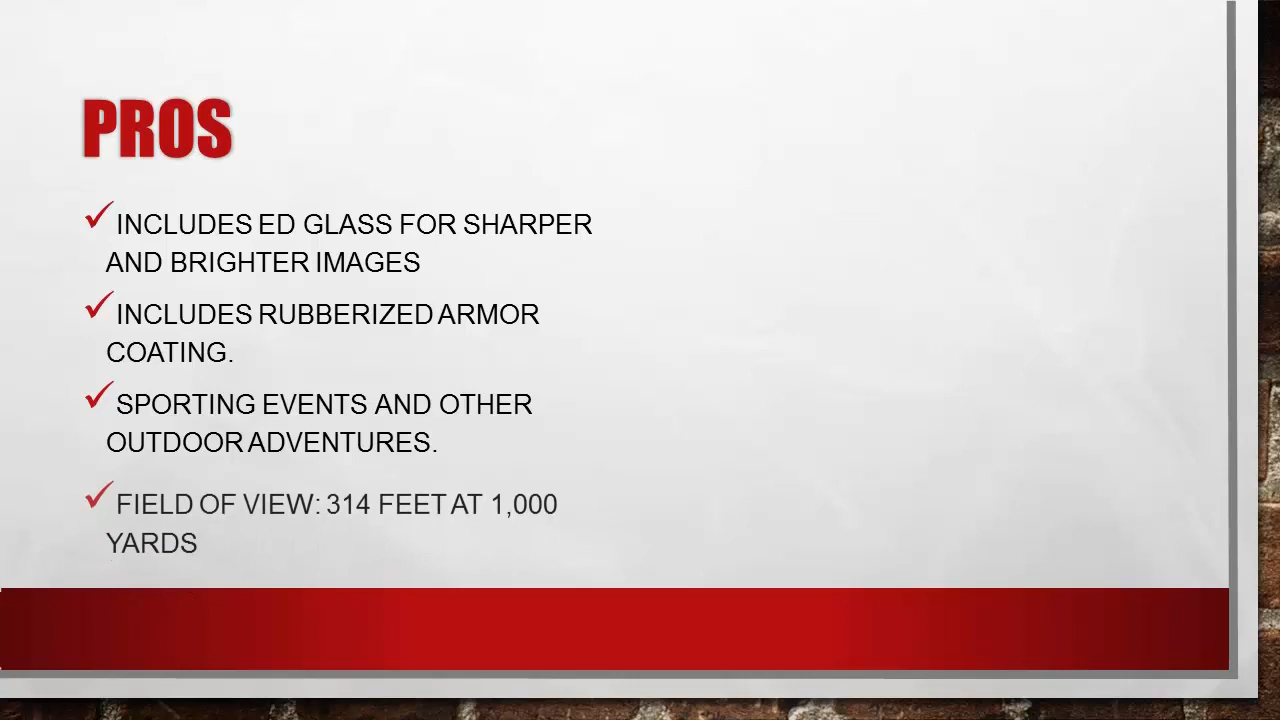 PROS
✓INCLUDES ED GLASS FOR SHARPER
AND BRIGHTER IMAGES
✓INCLUDES RUBBERIZED ARMOR
COATING.
✓SPORTING EVENTS AND OTHER
OUTDOOR ADVENTURES.
✓FIELD OF VIEW: 314 FEET AT 1,000
YARDS